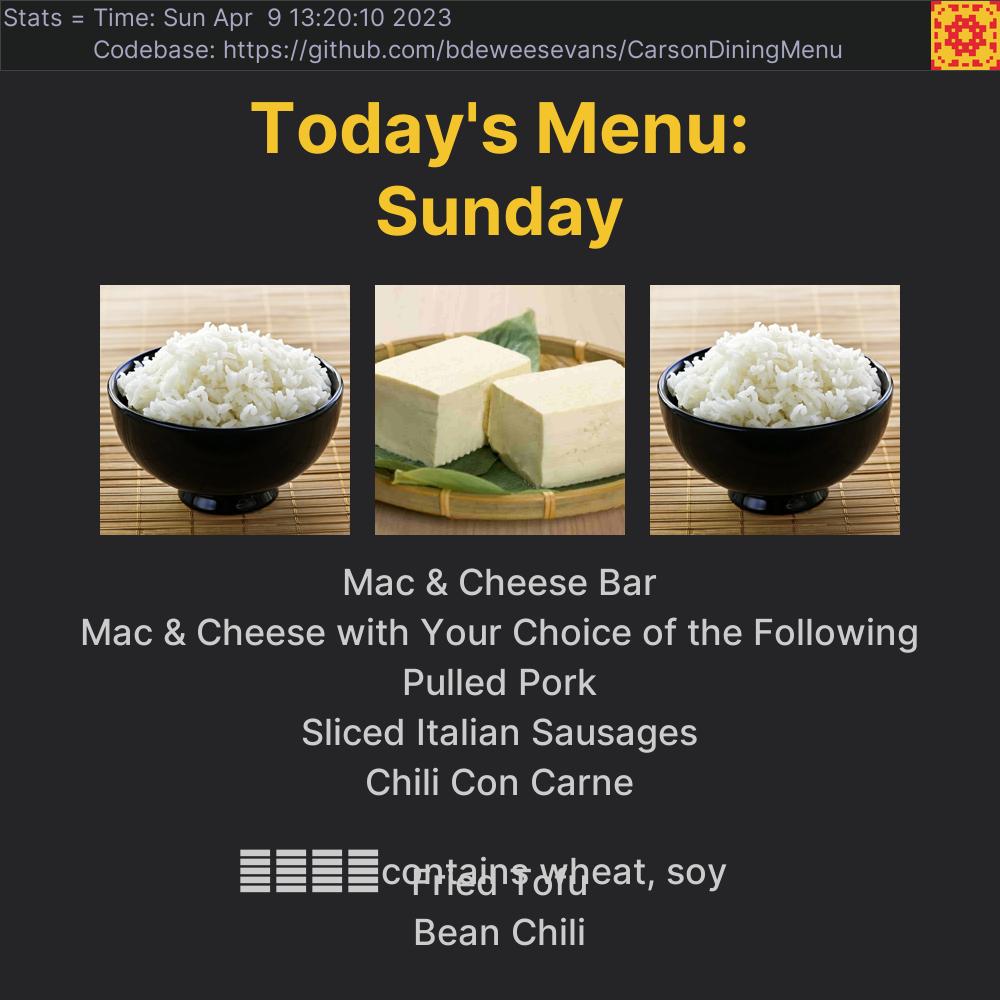 Stats = Time: Sun Apr  9 13:20:10 2023
Codebase: https://github.com/bdeweesevans/CarsonDiningMenu
Today's Menu:
Sunday
Mac & Cheese Bar
Mac & Cheese with Your Choice of the Following
Pulled Pork
Sliced Italian Sausages
Chili Con Carne
contains wheat, soy
Fried Tofu
Bean Chili